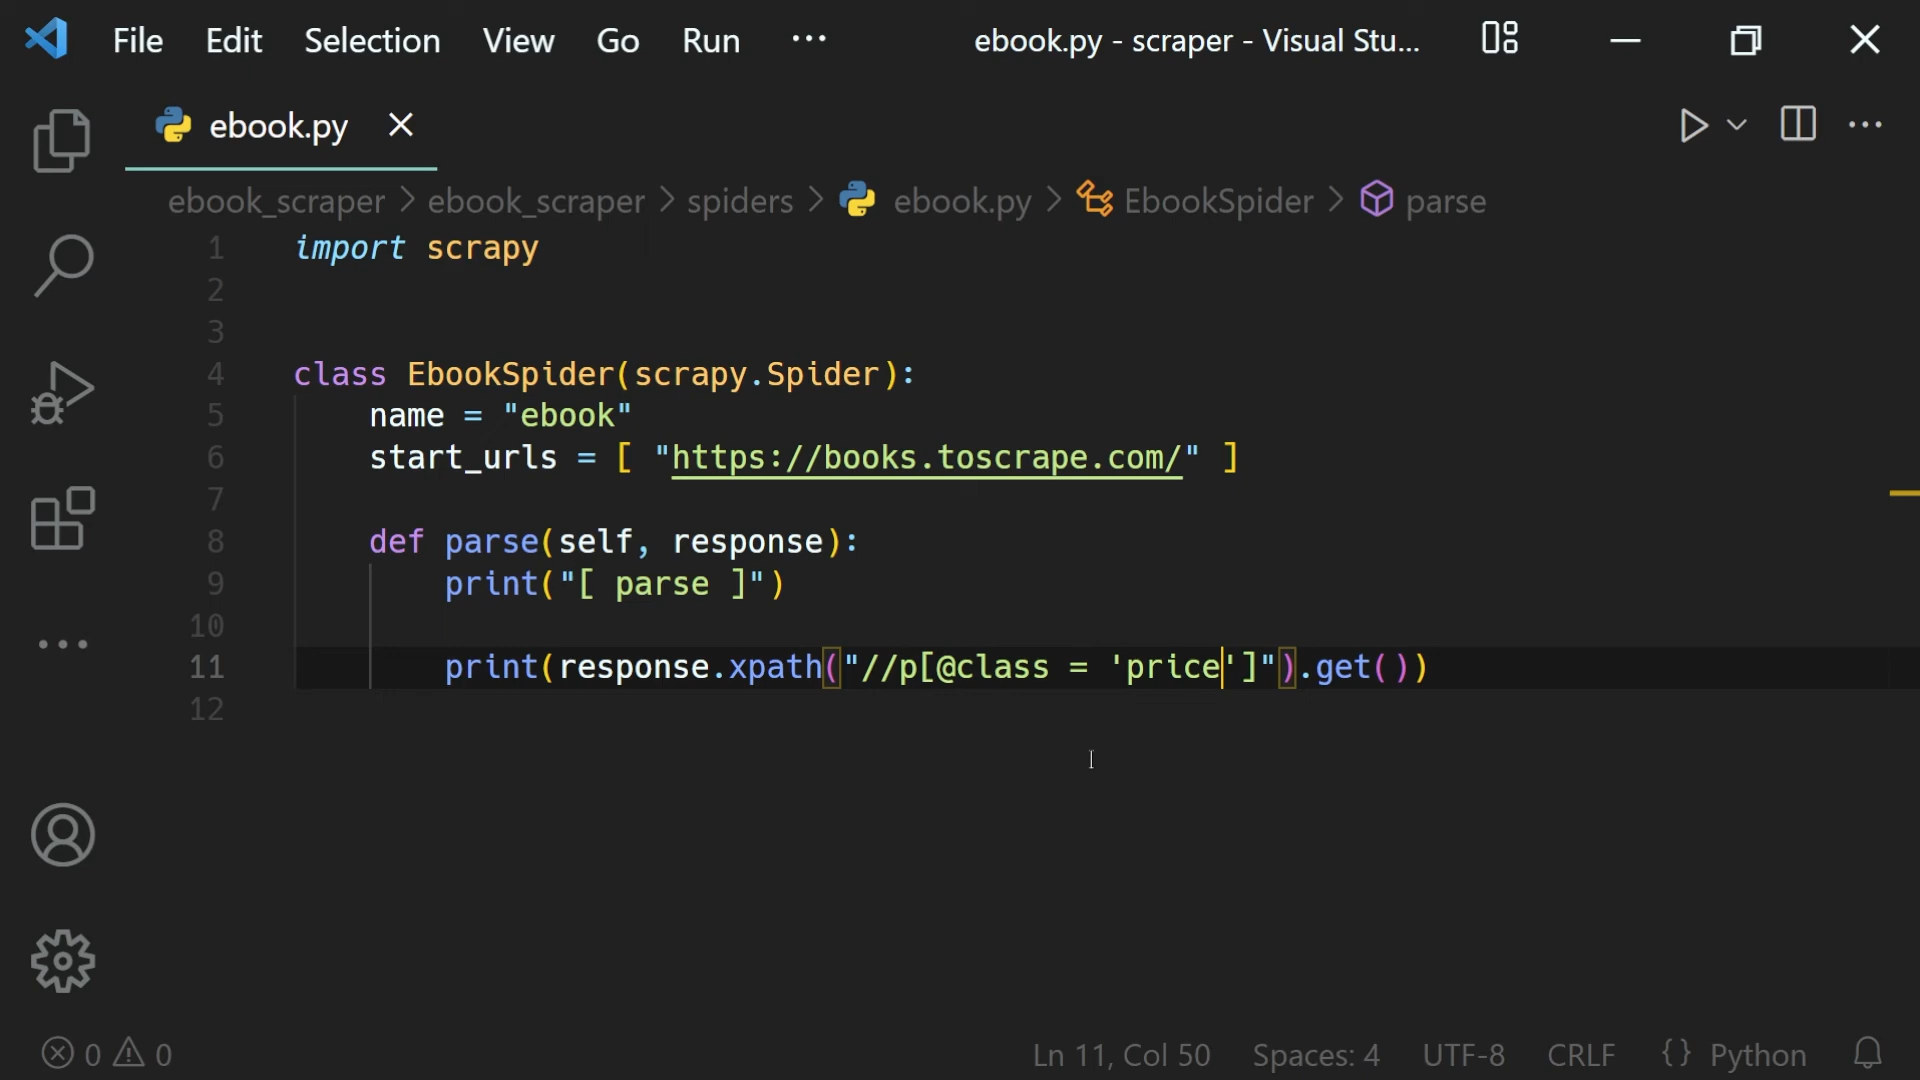 File Edit Selection View Go Run ··· ebook.py - scraper - Visual Stu...
ebook.py
ebook_scraper > ebook_scraper > spiders > ebook.py > EbookSpider > parse
1 import scrapy
2
3
4 class EbookSpider(scrapy.Spider):
5     name = "ebook"
6     start_urls = [ "https://books.toscrape.com/" ]
7
8     def parse(self, response):
9         print("[ parse ]")
10
11         print(response.xpath("//p[@class = 'price']").get())
12
0 0 Ln 11, Col 50 Spaces: 4 UTF-8 CRLF {} Python